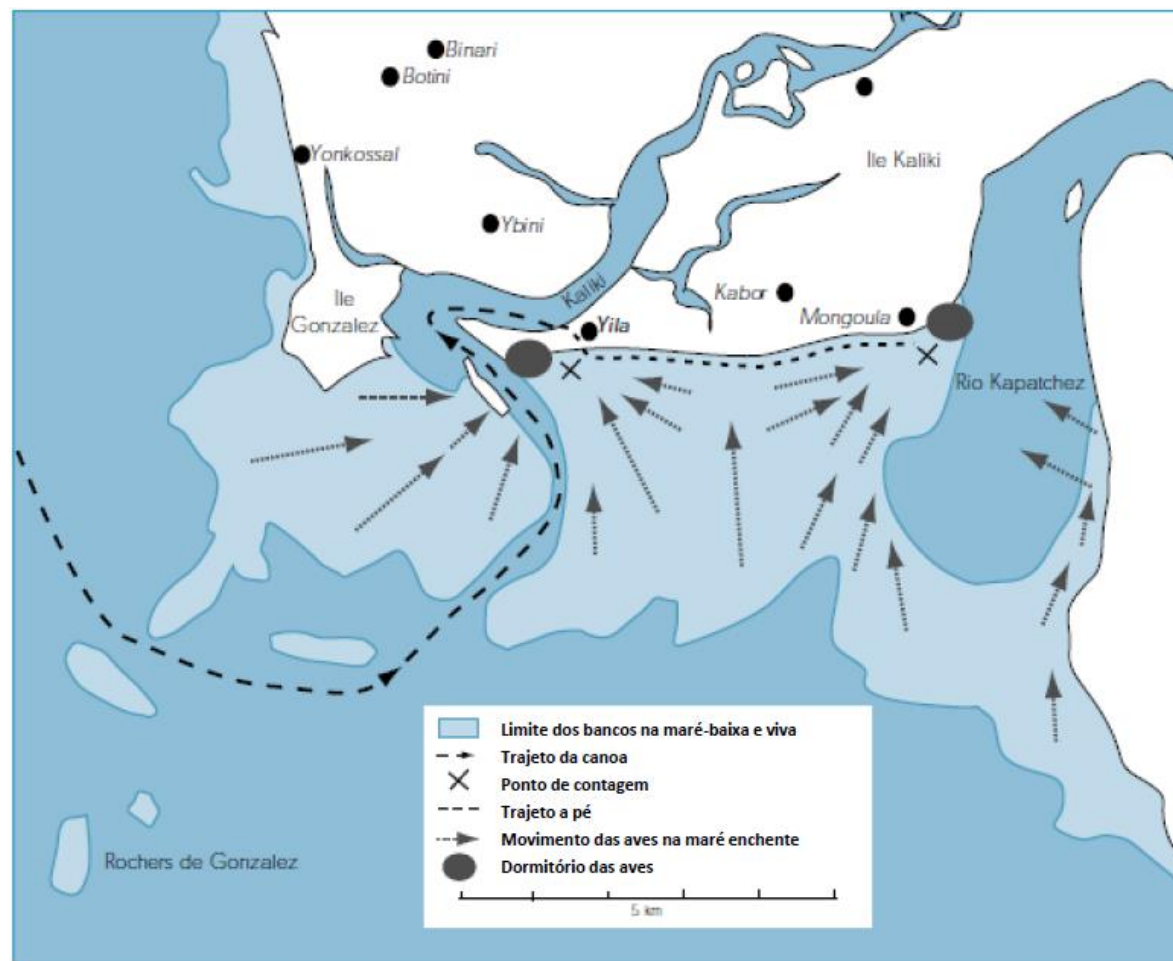 Binari
Botini
Yonkossal
Ile Kaliki
Ybini
Kaliki
Île
Gonzalez
Kabor
Yila
Mongoula
Rio Kapatchez
Limite dos bancos na maré-baixa e viva
Trajeto da canoa
Ponto de contagem
Trajeto a pé
Movimento das aves na maré enchente
Dormitório das aves
5 km
Rochers de Gonzalez